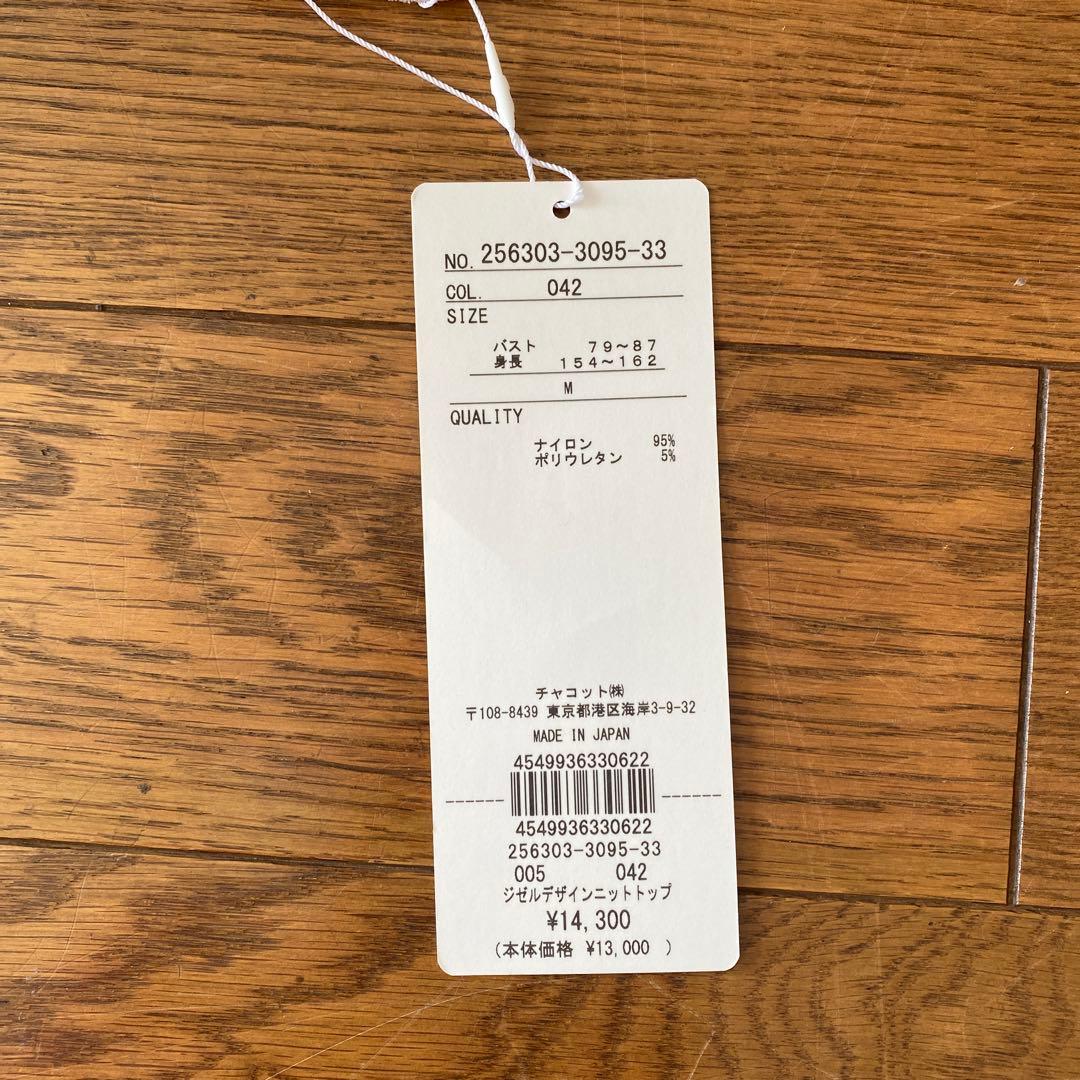 NO. 256303-3095-33
COL. 042
SIZE
バスト 79～87
身長 154～162
M
QUALITY
ナイロン 95%
ポリウレタン 5%
チャコット㈱
〒108-8439 東京都港区海岸3-9-32
MADE IN JAPAN
4549936330622
4549936330622
256303-3095-33
005 042
ジゼルデザインニットトップ
¥14,300
(本体価格 ¥13,000 )